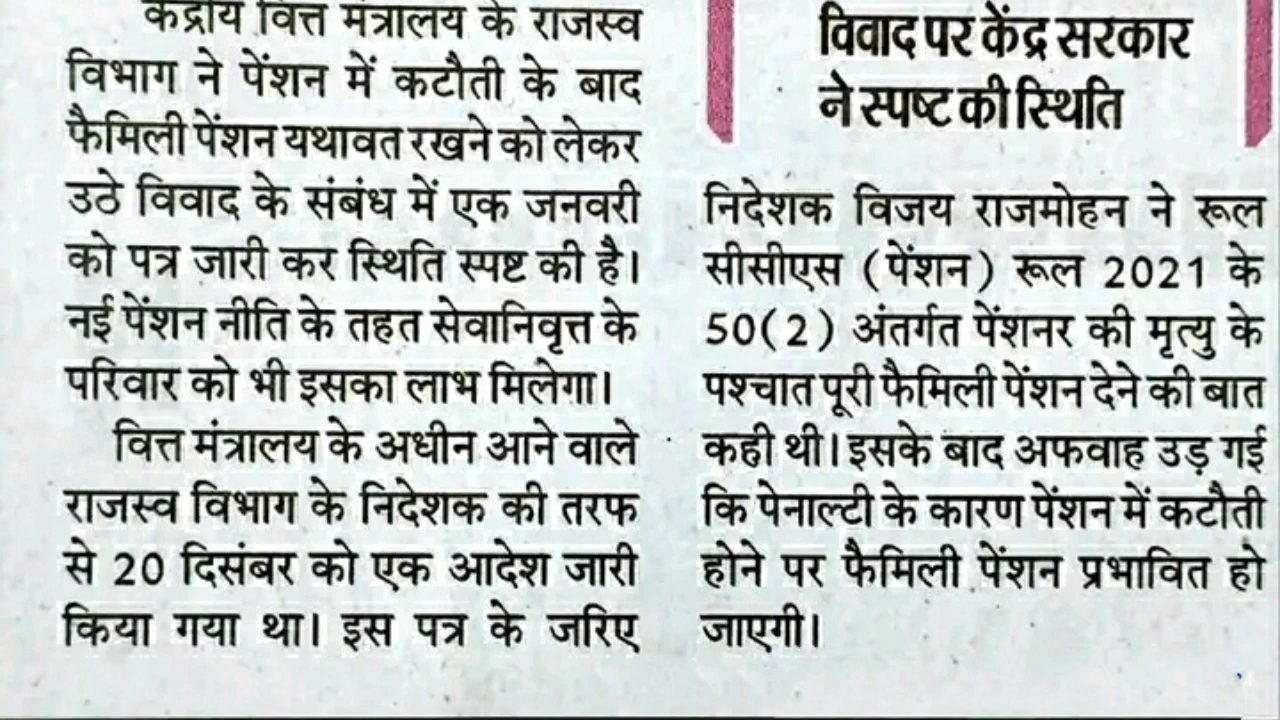 केंद्रीय वित्त मंत्रालय के राजस्व
विभाग ने पेंशन में कटौती के बाद
फैमिली पेंशन यथावत रखने को लेकर
उठे विवाद के संबंध में एक जनवरी
को पत्र जारी कर स्थिति स्पष्ट की है।
नई पेंशन नीति के तहत सेवानिवृत्त के
परिवार को भी इसका लाभ मिलेगा।
वित्त मंत्रालय के अधीन आने वाले
राजस्व विभाग के निदेशक की तरफ
से 20 दिसंबर को एक आदेश जारी
किया गया था। इस पत्र के जरिए
विवाद पर केंद्र सरकार
ने स्पष्ट की स्थिति
निदेशक विजय राजमोहन ने रूल
सीसीएस (पेंशन) रूल 2021 के
50(2) अंतर्गत पेंशनर की मृत्यु के
पश्चात पूरी फैमिली पेंशन देने की बात
कही थी। इसके बाद अफवाह उड़ गई
कि पेनाल्टी के कारण पेंशन में कटौती
होने पर फैमिली पेंशन प्रभावित हो
जाएगी।